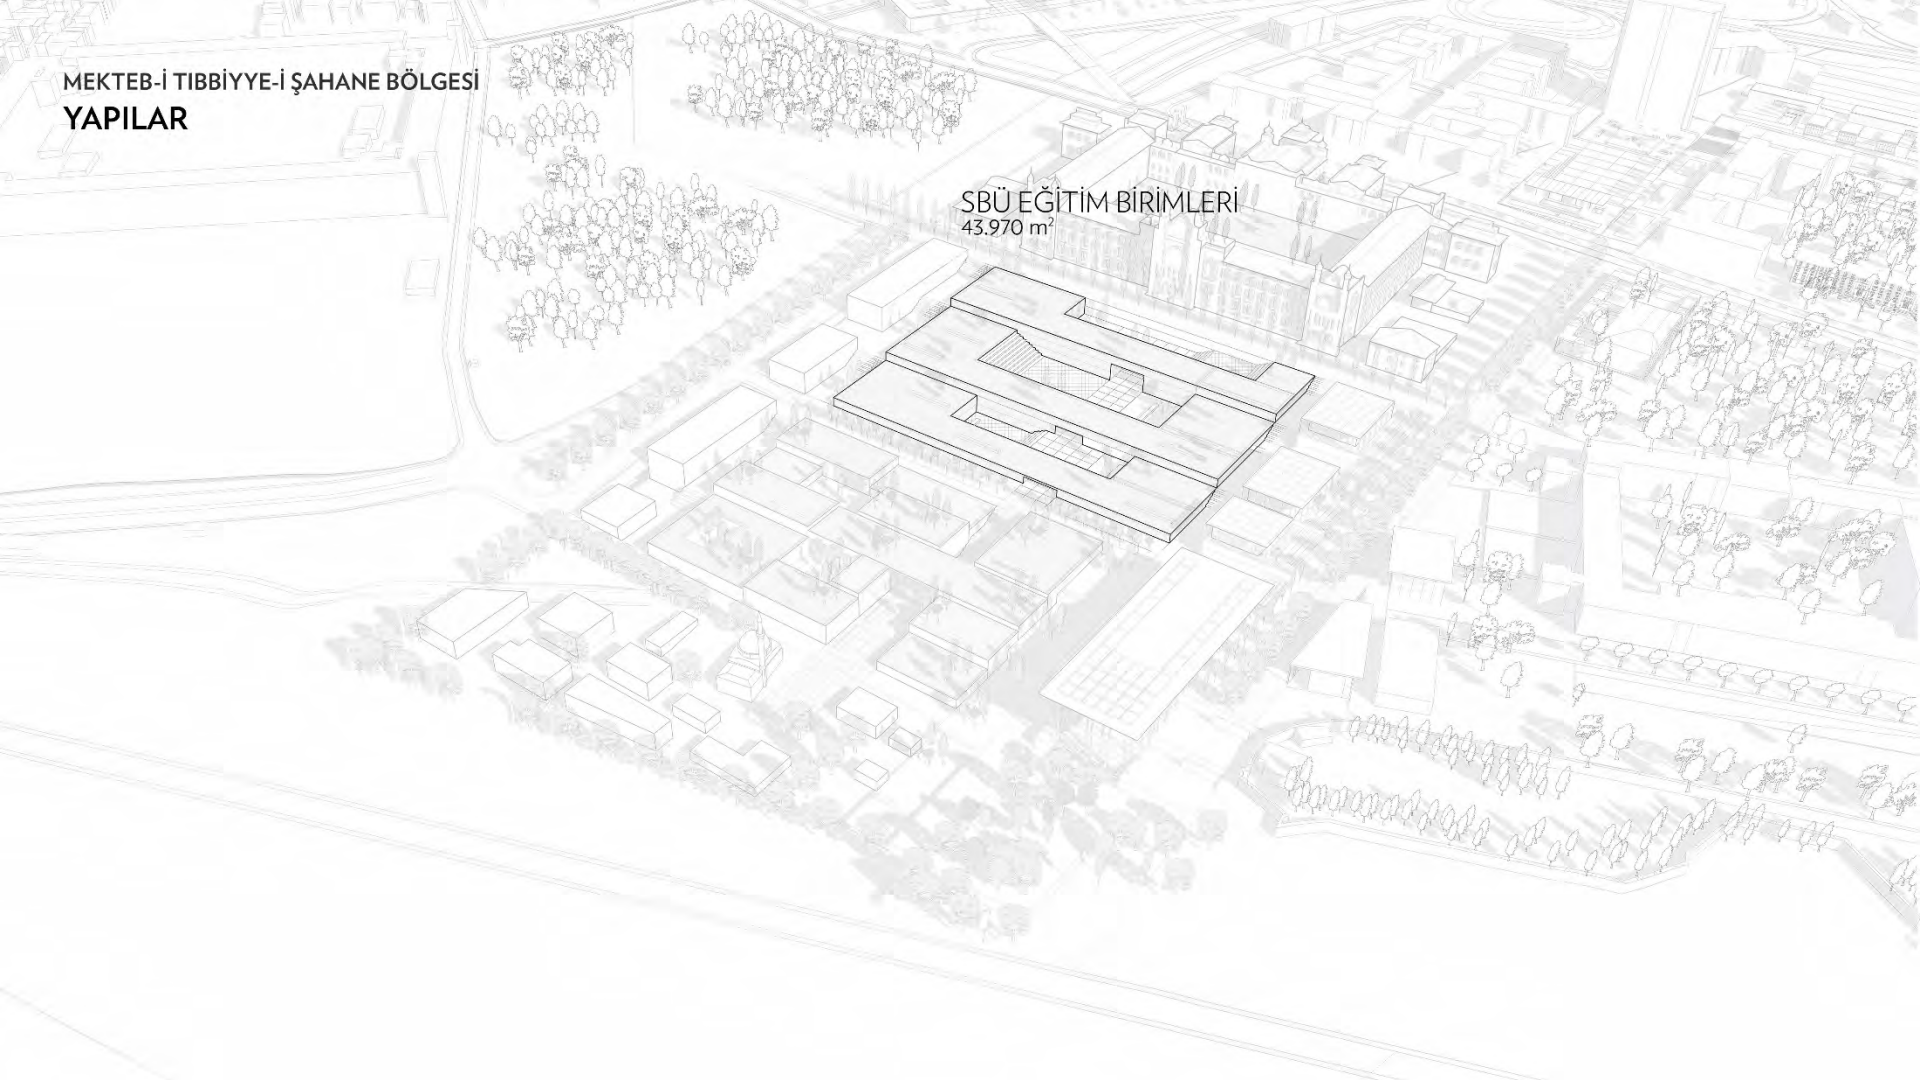 MEKTEB-İ TIBBİYYE-İ ŞAHANE BÖLGESİ
YAPILAR
SBÜ EĞİTİM BİRİMLERİ
43.970 m²